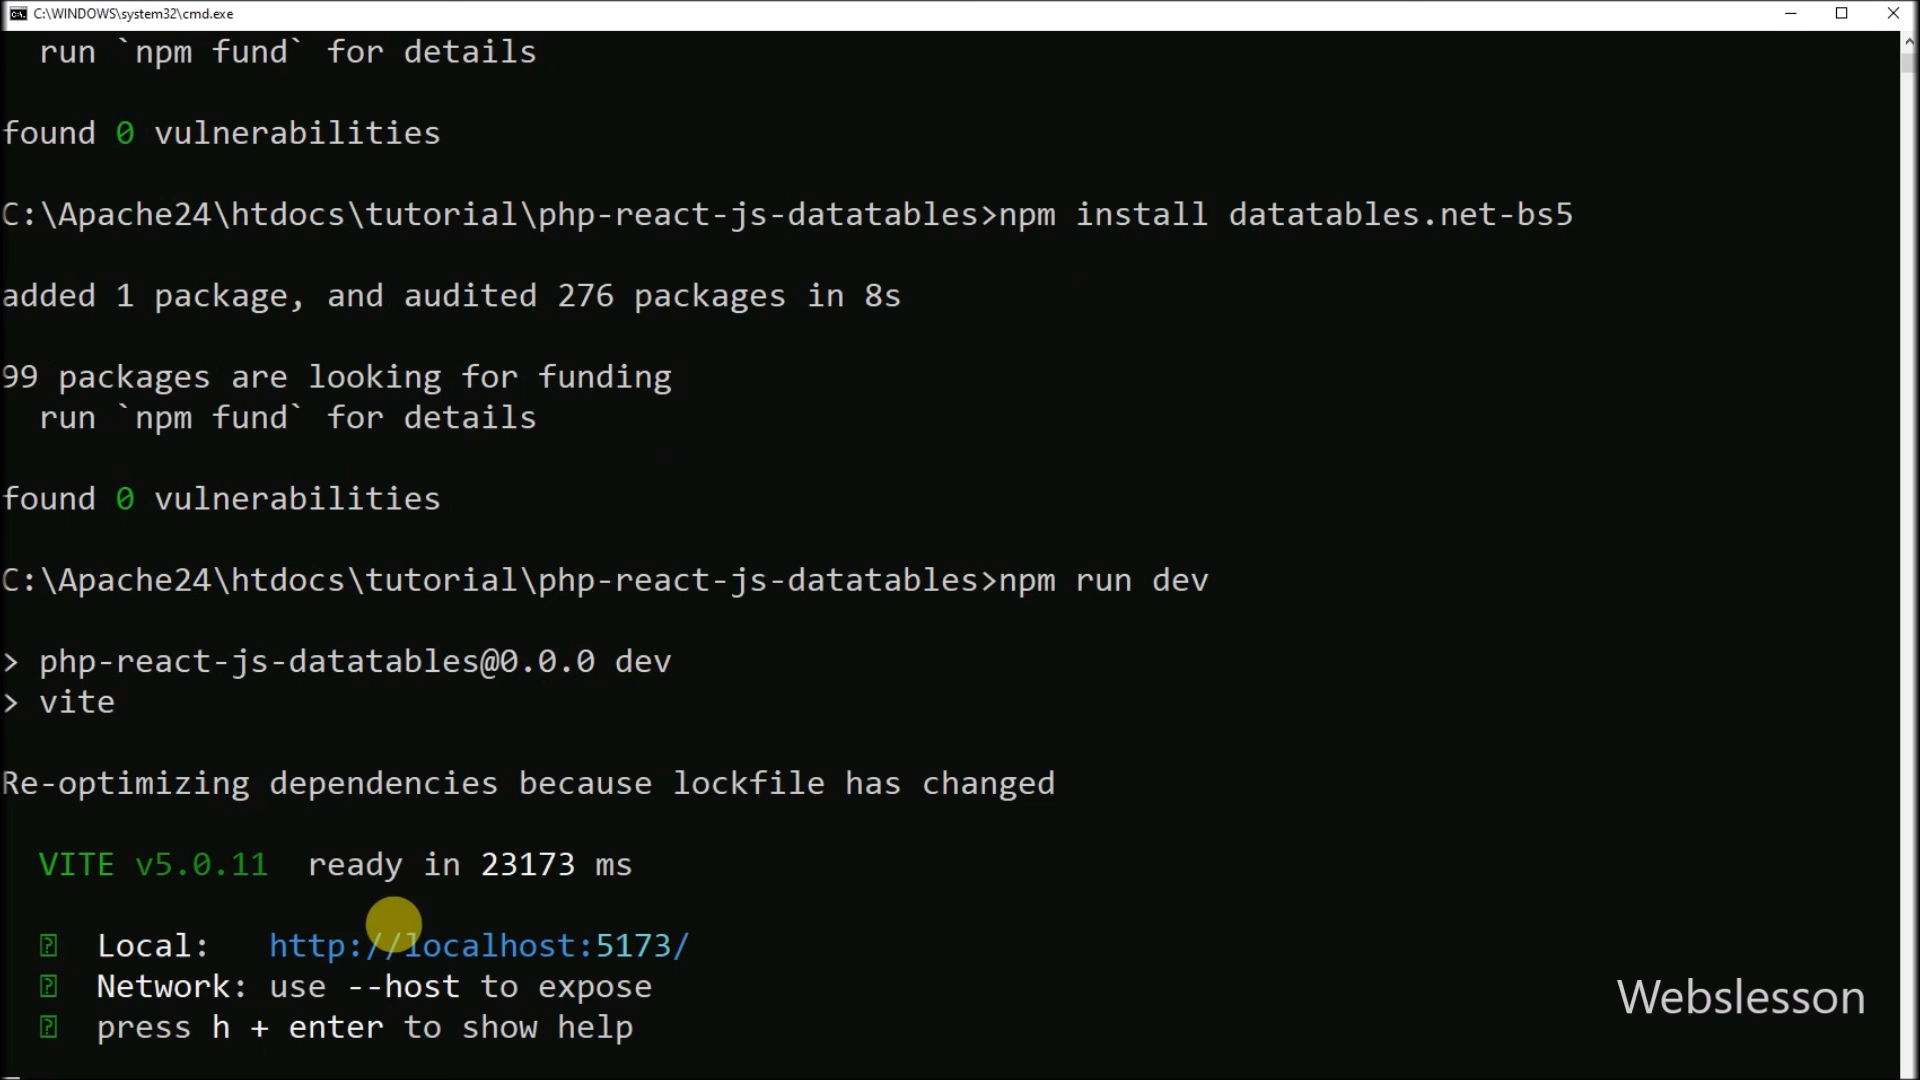 C:\WINDOWS\system32\cmd.exe
run `npm fund` for details
found 0 vulnerabilities
C:\Apache24\htdocs\tutorial\php-react-js-datatables>npm install datatables.net-bs5
added 1 package, and audited 276 packages in 8s
99 packages are looking for funding
run `npm fund` for details
found 0 vulnerabilities
C:\Apache24\htdocs\tutorial\php-react-js-datatables>npm run dev
> php-react-js-datatables@0.0.0 dev
> vite
Re-optimizing dependencies because lockfile has changed
VITE v5.0.11  ready in 23173 ms
Local:   http://localhost:5173/
Network: use --host to expose
press h + enter to show help
Webslesson